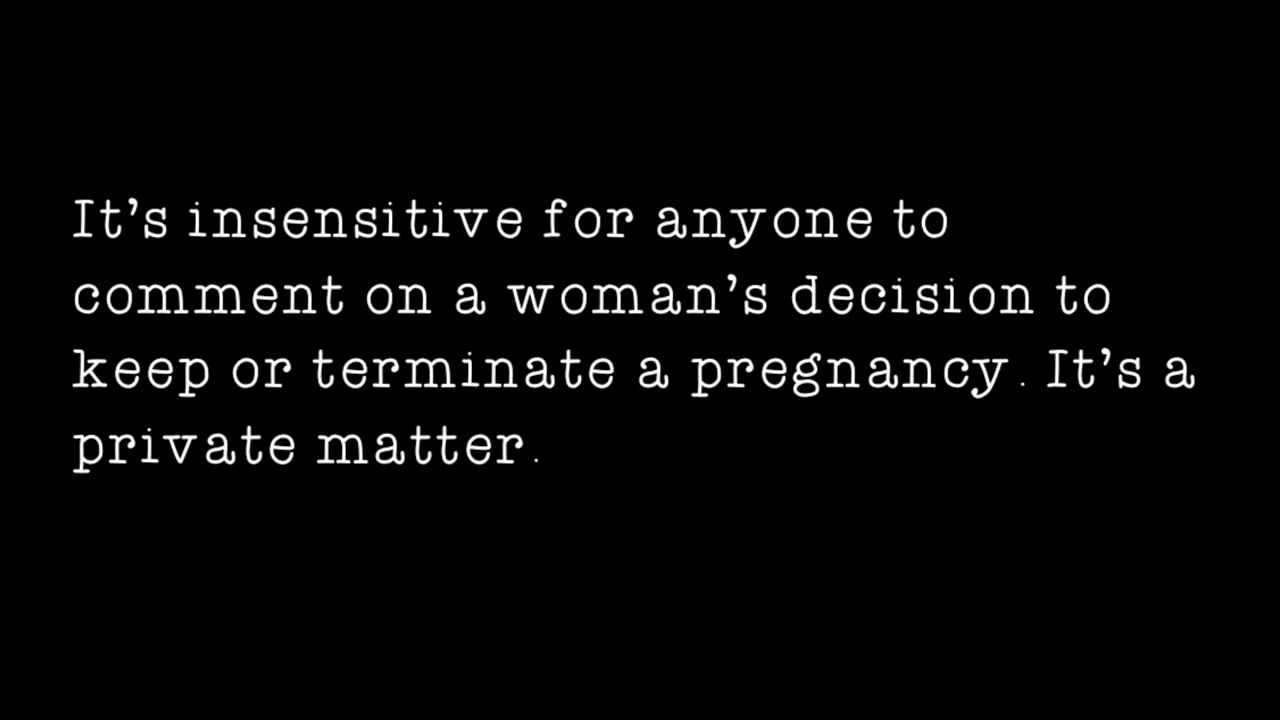 It’s insensitive for anyone to
comment on a woman’s decision to
keep or terminate a pregnancy. It’s a
private matter.